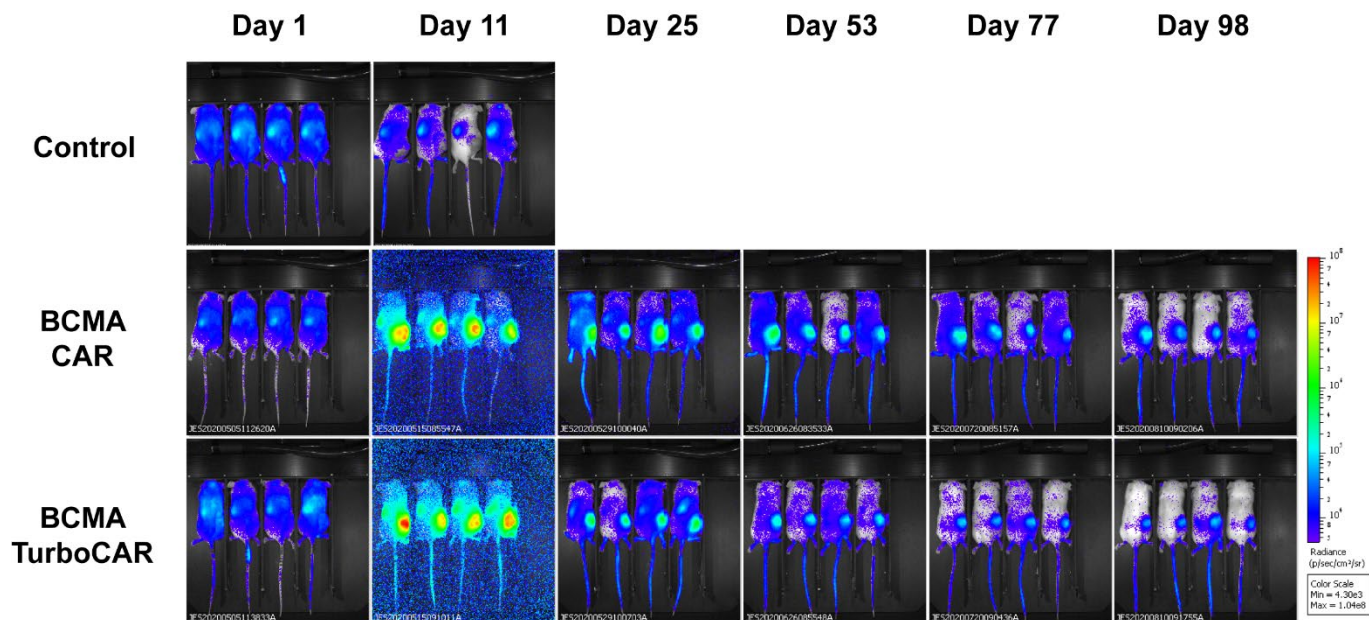 Day 1
Day 11
Day 25
Day 53
Day 77
Day 98
Control
BCMA
CAR
JES20200505112620A
JES20200515085547A
JES20200529100040A
JES20200626083533A
JES20200720085157A
JES20200810090206A
BCMA
TurboCAR
JES20200505113833A
JES20200515091011A
JES20200529100703A
JES20200626085548A
JES20200720090436A
JES20200810091755A
Radiance
(p/sec/cm²/sr)
Color Scale
Min = 4.30e3
Max = 1.04e8